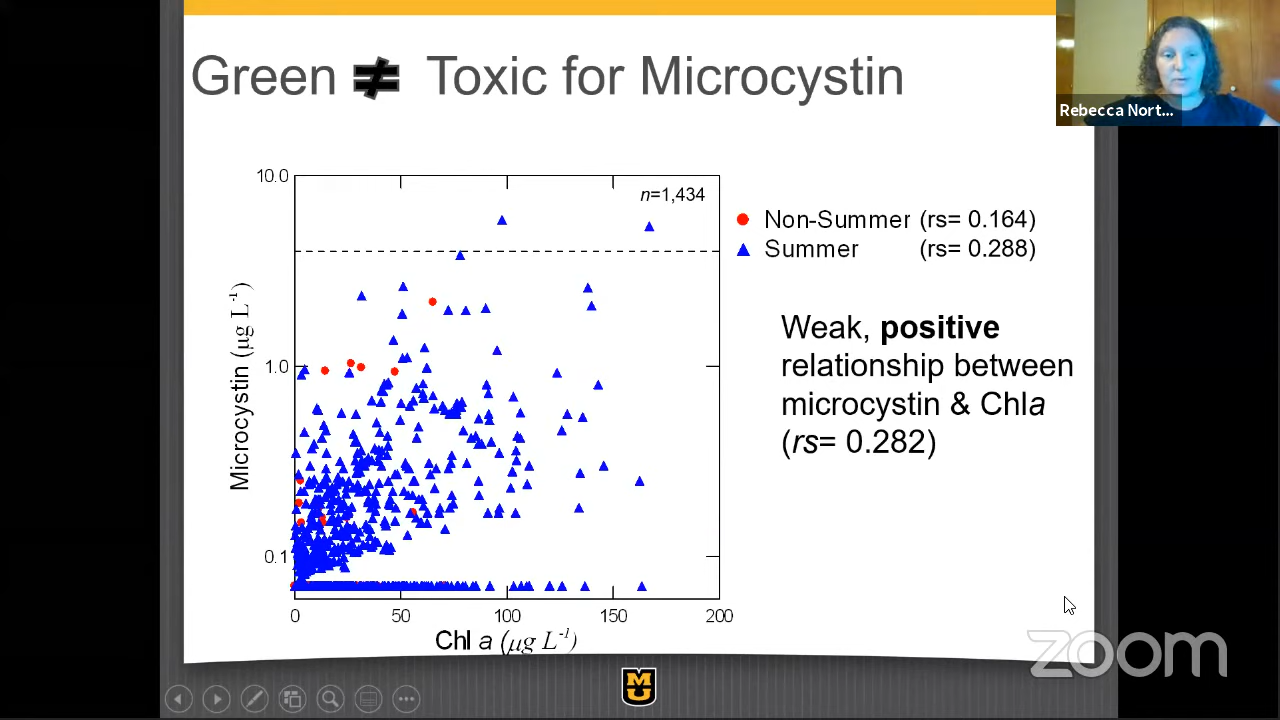 Green ≠ Toxic for Microcystin
Rebecca Nort...
10.0
n=1,434
Non-Summer (rs= 0.164)
Summer (rs= 0.288)
Weak, positive
relationship between
microcystin & Chla
(rs= 0.282)
Microcystin (µg L⁻¹)
1.0
0.1
0 50 100 150 200
Chl a (µg L⁻¹)
zoom
MU